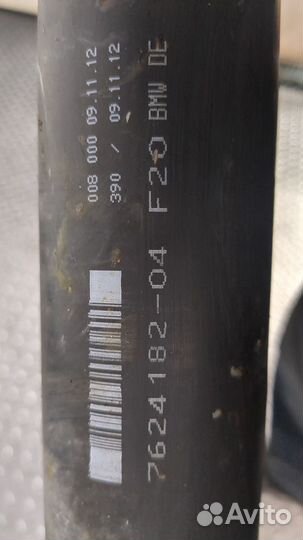 008 000 09.11.12
390 / 09.11.12
7624182-04 F20 BMW DE
Avito